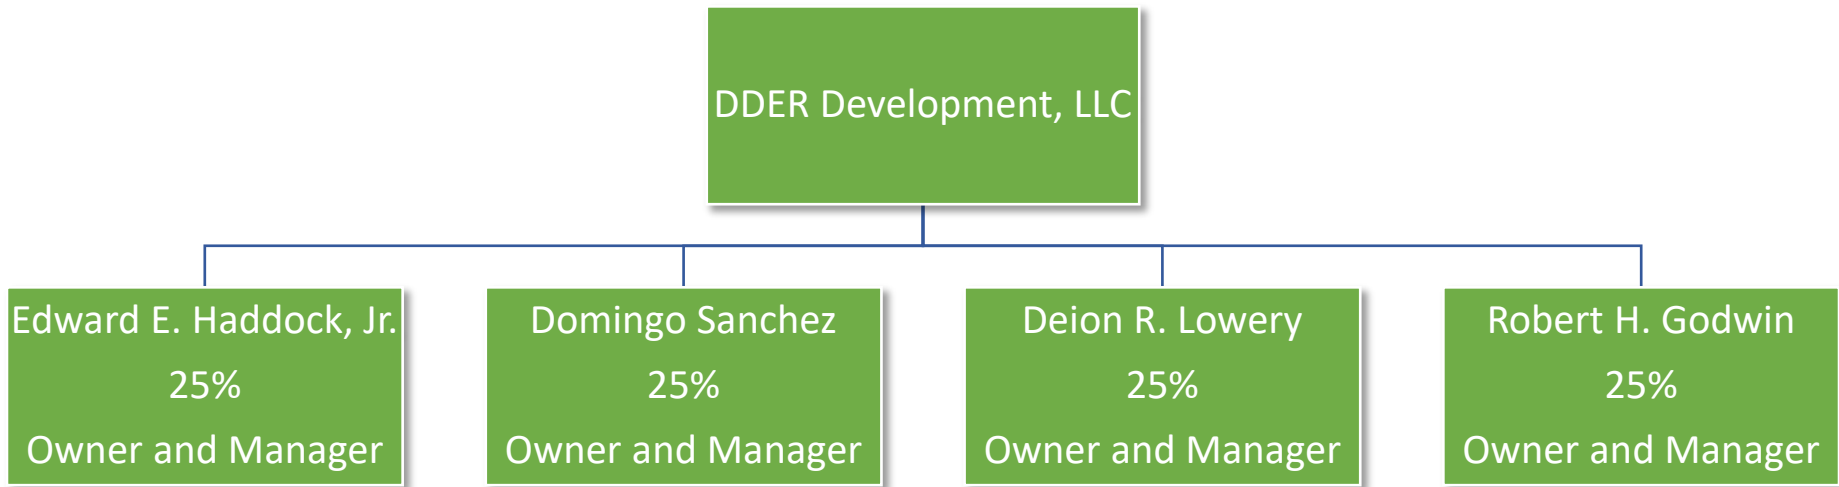 DDER Development, LLC
Edward E. Haddock, Jr.
25%
Owner and Manager
Domingo Sanchez
25%
Owner and Manager
Deion R. Lowery
25%
Owner and Manager
Robert H. Godwin
25%
Owner and Manager